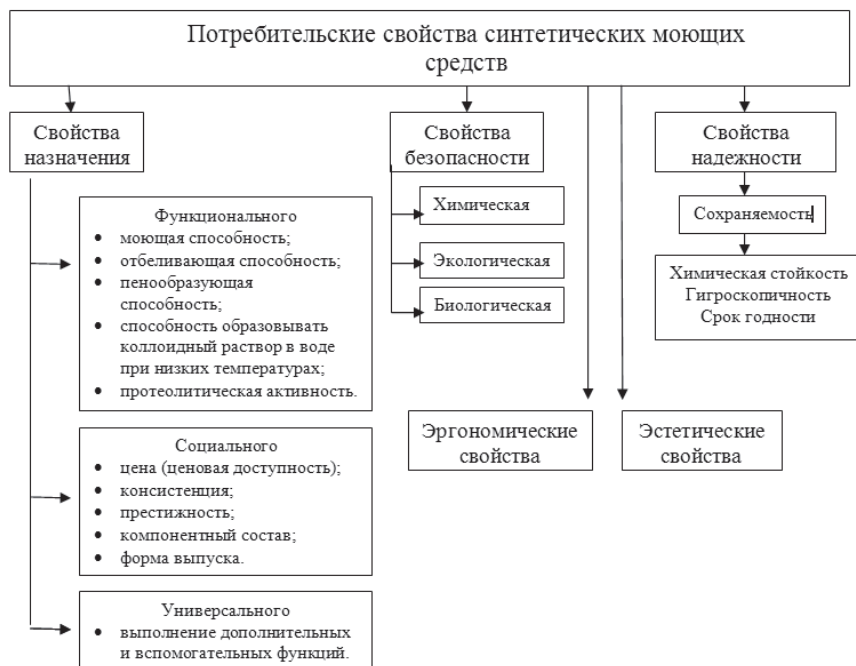 Потребительские свойства синтетических моющих
средств
Свойства
назначения
Функционального
• моющая способность;
• отбеливающая способность;
• пенообразующая
способность;
• способность образовывать
коллоидный раствор в воде
при низких температурах;
• протеолитическая активность.
Социального
• цена (ценовая доступность);
• консистенция;
• престижность;
• компонентный состав;
• форма выпуска.
Универсального
• выполнение дополнительных
и вспомогательных функций.
Свойства
безопасности
Химическая
Экологическая
Биологическая
Эргономические
свойства
Эстетические
свойства
Свойства
надежности
Сохраняемость
Химическая стойкость
Гигроскопичность
Срок годности